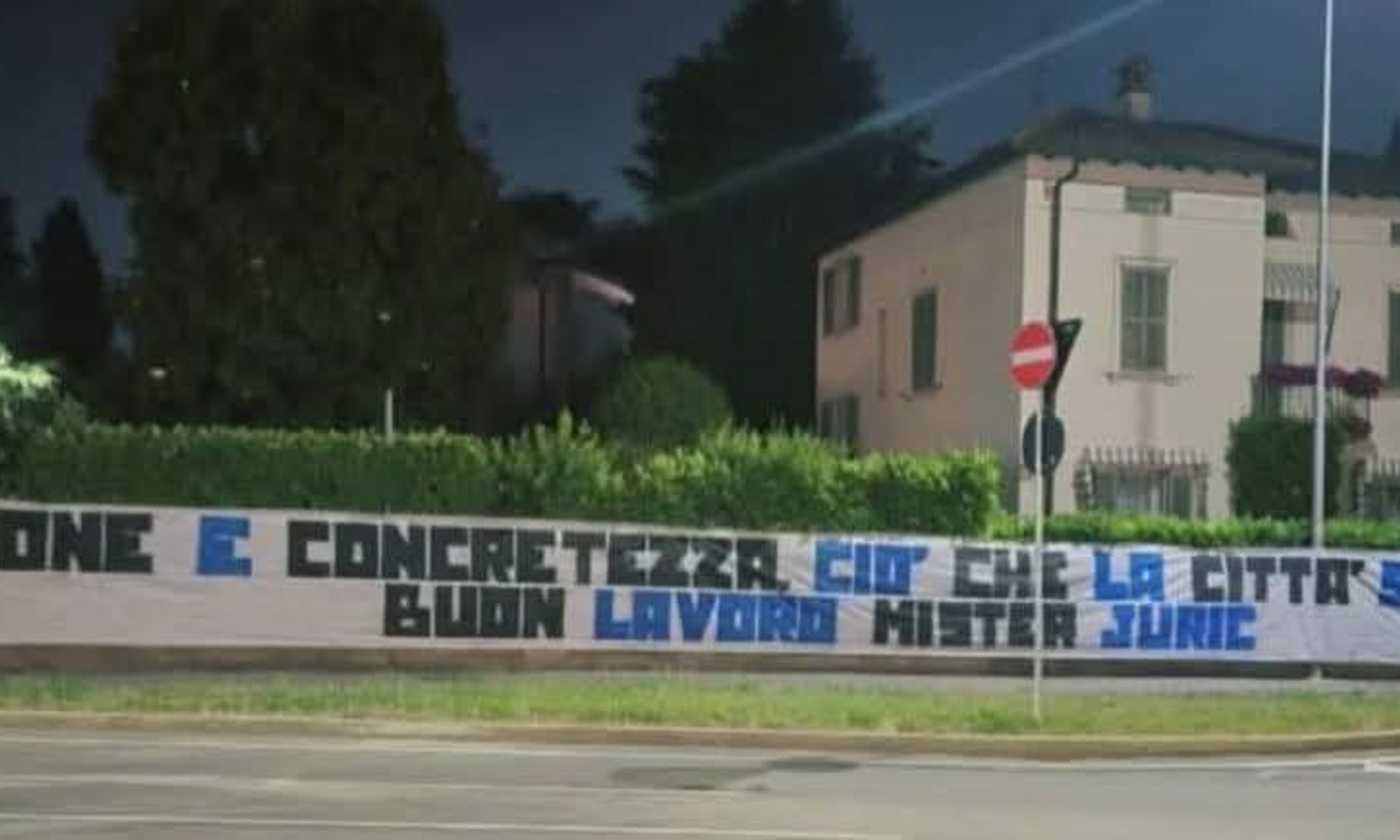 ONE E CONCRETEZZA, CIO' CHE LA CITTA'
BUON LAVORO MISTER JURIC